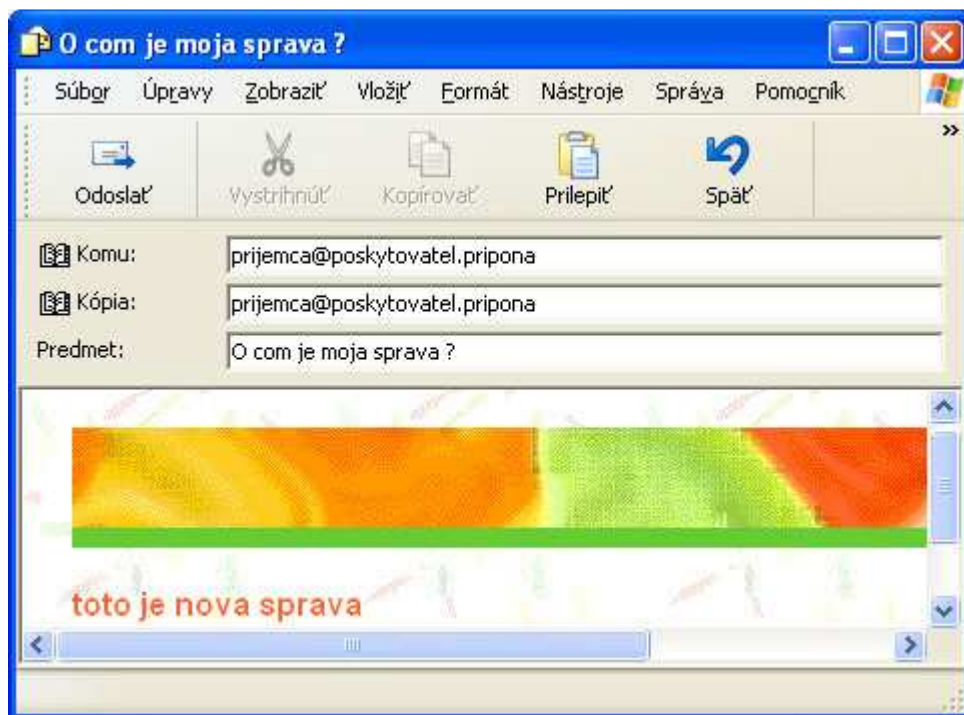 O com je moja sprava ?
Súbor Úpravy Zobraziť Vložiť Formát Nástroje Správa Pomocník
»
Odoslať Vystrihnúť Kopírovať Prilepiť Späť
Komu: prijemca@poskytovatel.pripona
Kópia: prijemca@poskytovatel.pripona
Predmet: O com je moja sprava ?
toto je nova sprava